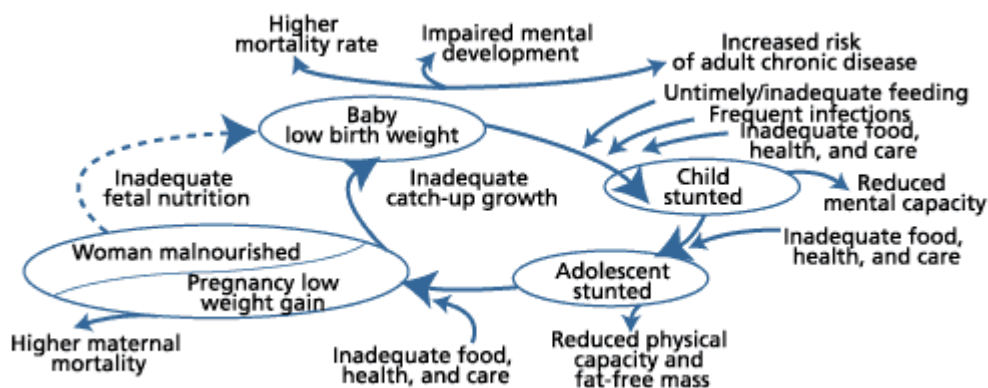 Higher
mortality rate
Impaired mental
development
Increased risk
of adult chronic disease
Untimely/inadequate feeding
Frequent infections
Inadequate food,
health, and care
Baby
low birth weight
Inadequate
fetal nutrition
Inadequate
catch-up growth
Child
stunted
Reduced
mental capacity
Inadequate food,
health, and care
Woman malnourished
Pregnancy low
weight gain
Adolescent
stunted
Higher maternal
mortality
Inadequate food,
health, and care
Reduced physical
capacity and
fat-free mass